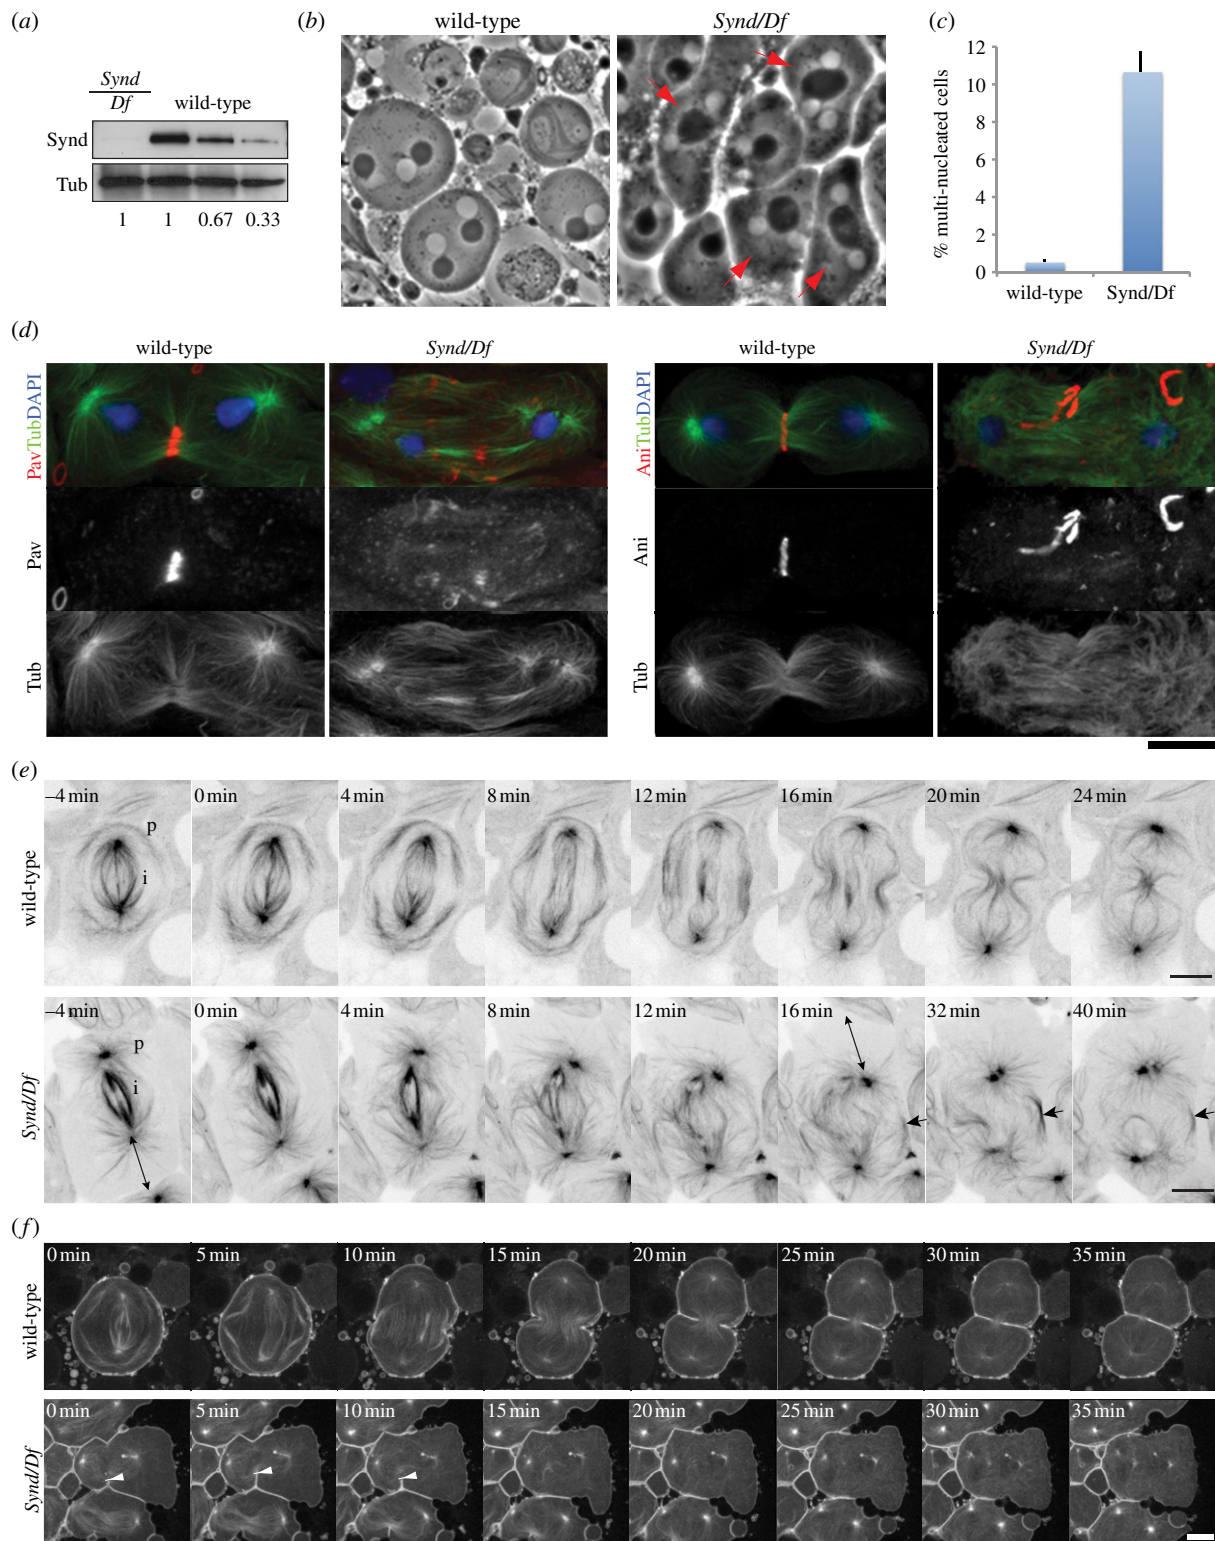 (a)
Synd
Df
wild-type
Synd
Tub
1 1 0.67 0.33
(b)
wild-type
Synd/Df
(c)
% multi-nucleated cells
12
10
8
6
4
2
0
wild-type
Synd/Df
(d)
wild-type
Synd/Df
wild-type
Synd/Df
PavTubDAPI
Pav
Tub
AniTubDAPI
Ani
Tub
(e)
wild-type
–4 min 0 min 4 min 8 min 12 min 16 min 20 min 24 min
p
i
Synd/Df
–4 min 0 min 4 min 8 min 12 min 16 min 32 min 40 min
p
i
(f)
wild-type
0 min 5 min 10 min 15 min 20 min 25 min 30 min 35 min
Synd/Df
0 min 5 min 10 min 15 min 20 min 25 min 30 min 35 min